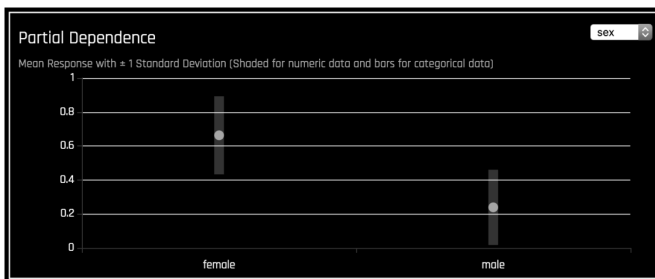 Partial Dependence
sex
Mean Response with ± 1 Standard Deviation (Shaded for numeric data and bars for categorical data)
1
0.8
0.6
0.4
0.2
0
female
male